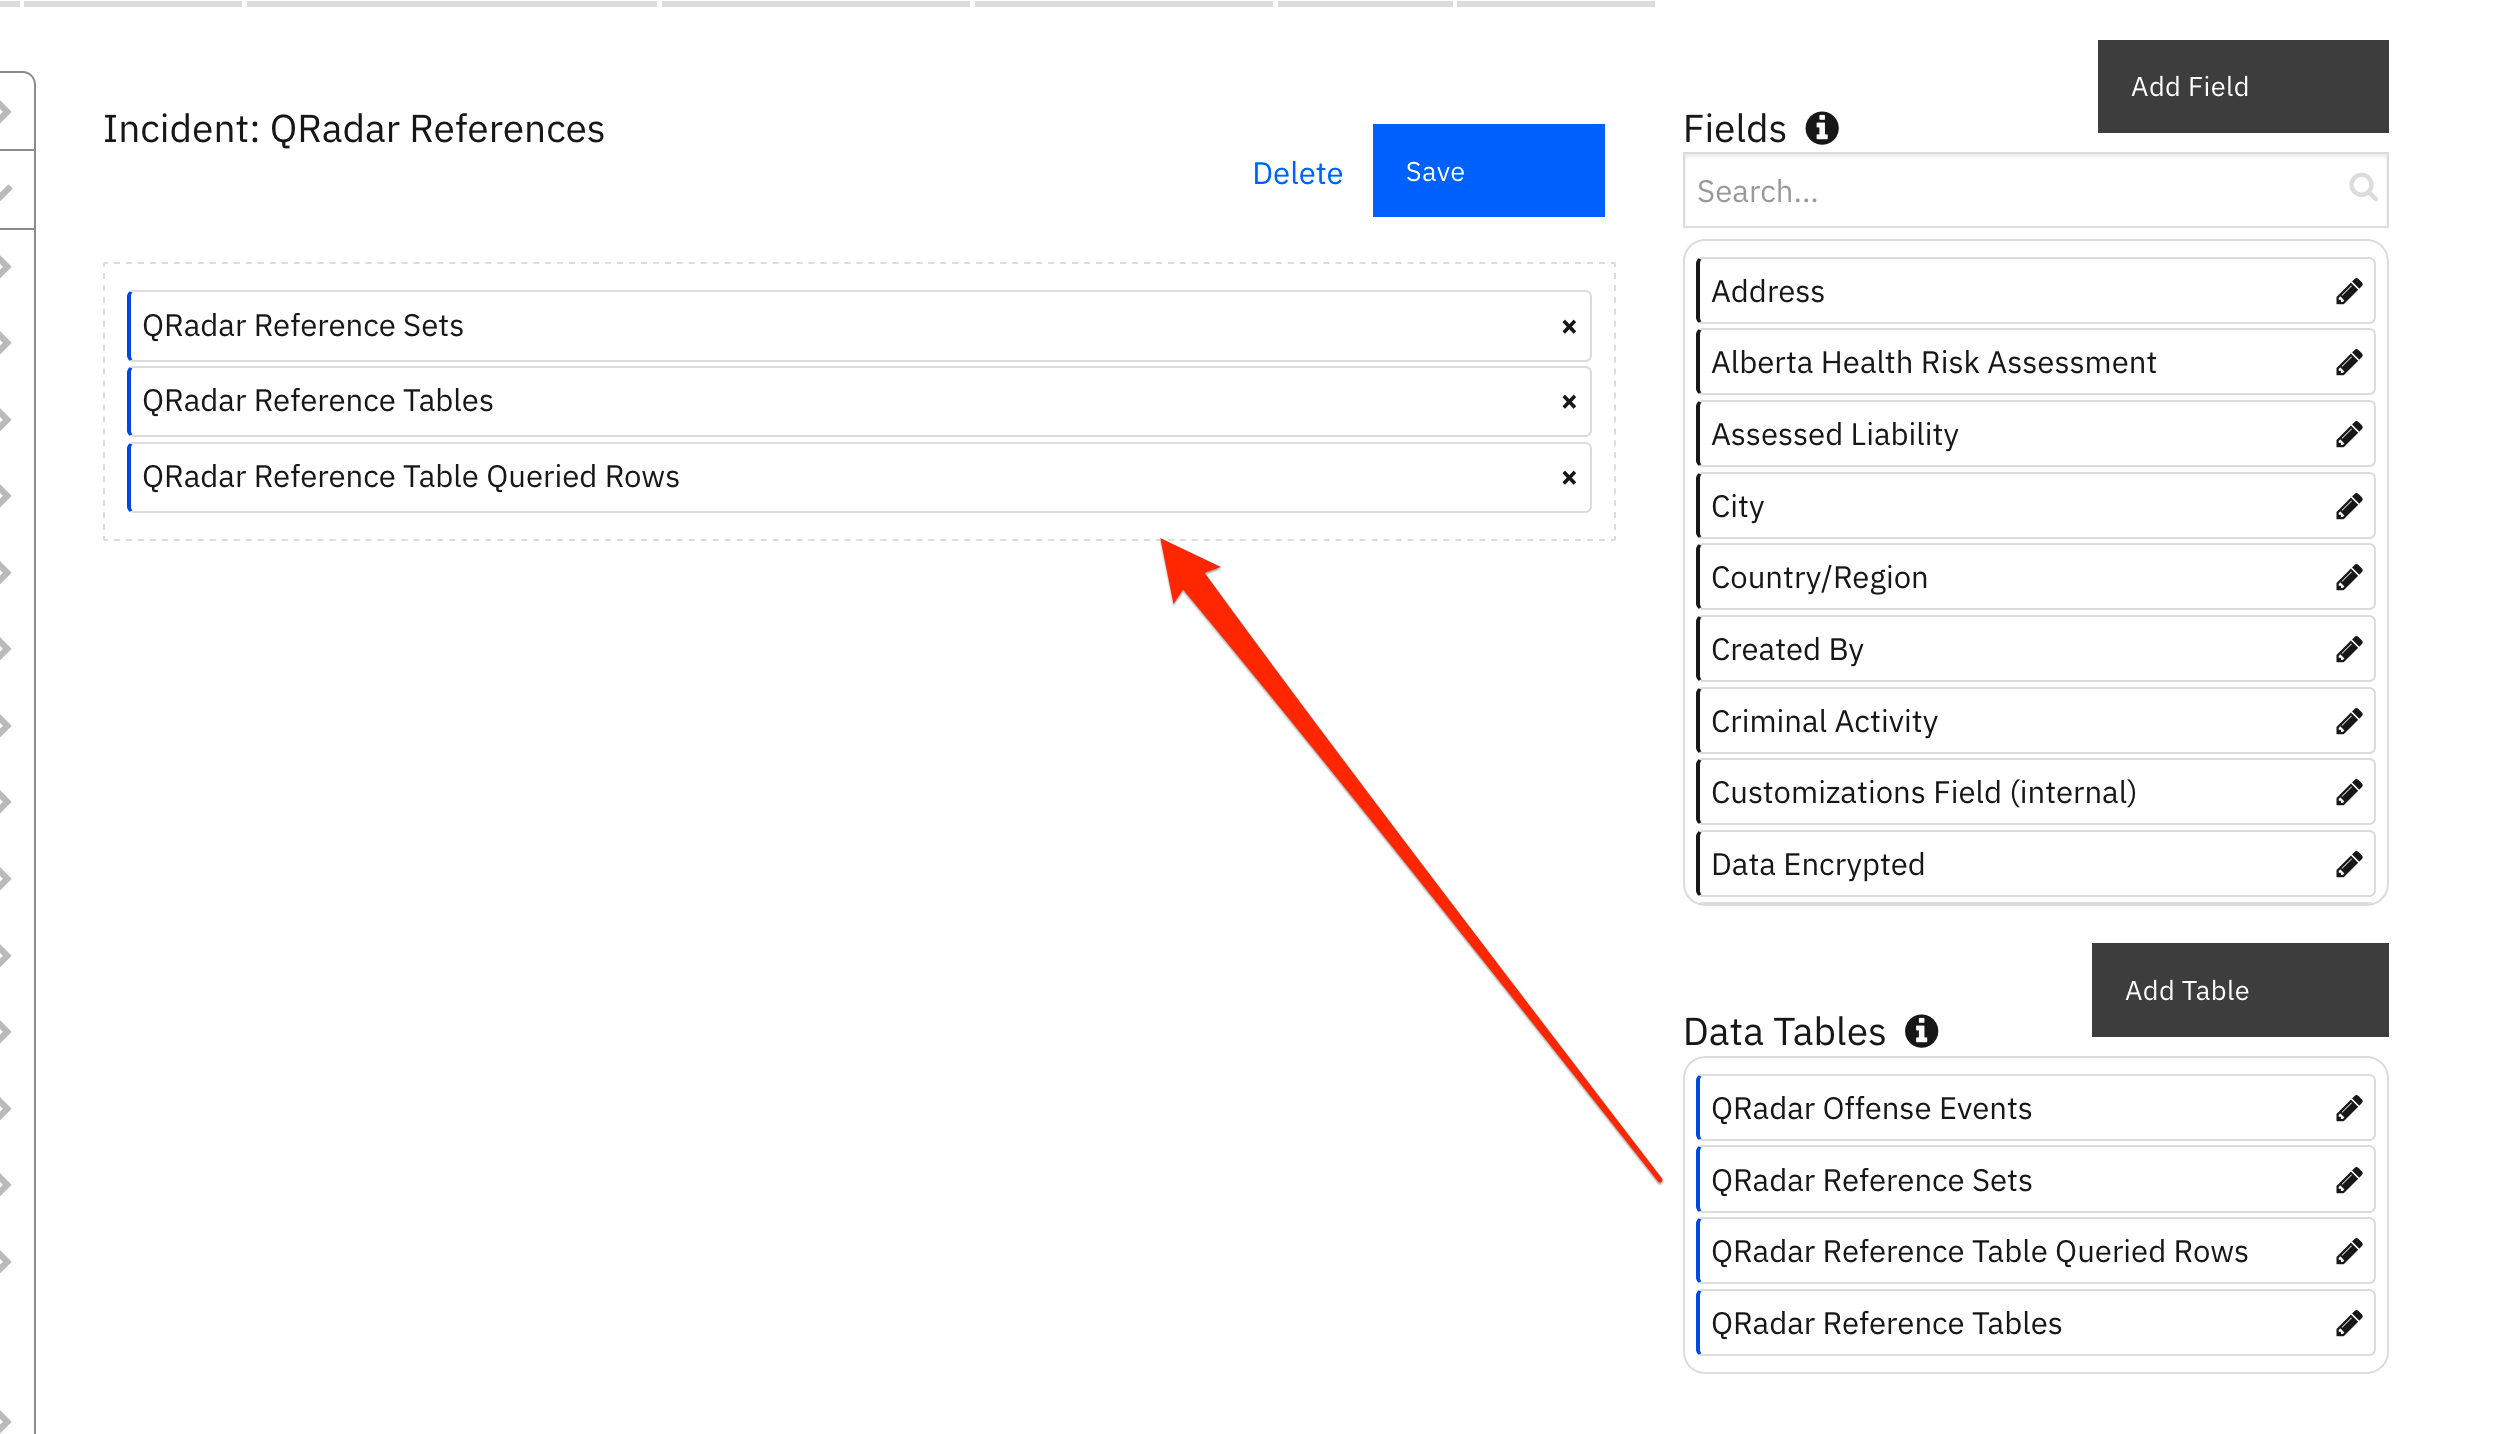 Incident: QRadar References
Delete
Save
QRadar Reference Sets
QRadar Reference Tables
QRadar Reference Table Queried Rows
Add Field
Fields
Search...
Address
Alberta Health Risk Assessment
Assessed Liability
City
Country/Region
Created By
Criminal Activity
Customizations Field (internal)
Data Encrypted
Add Table
Data Tables
QRadar Offense Events
QRadar Reference Sets
QRadar Reference Table Queried Rows
QRadar Reference Tables